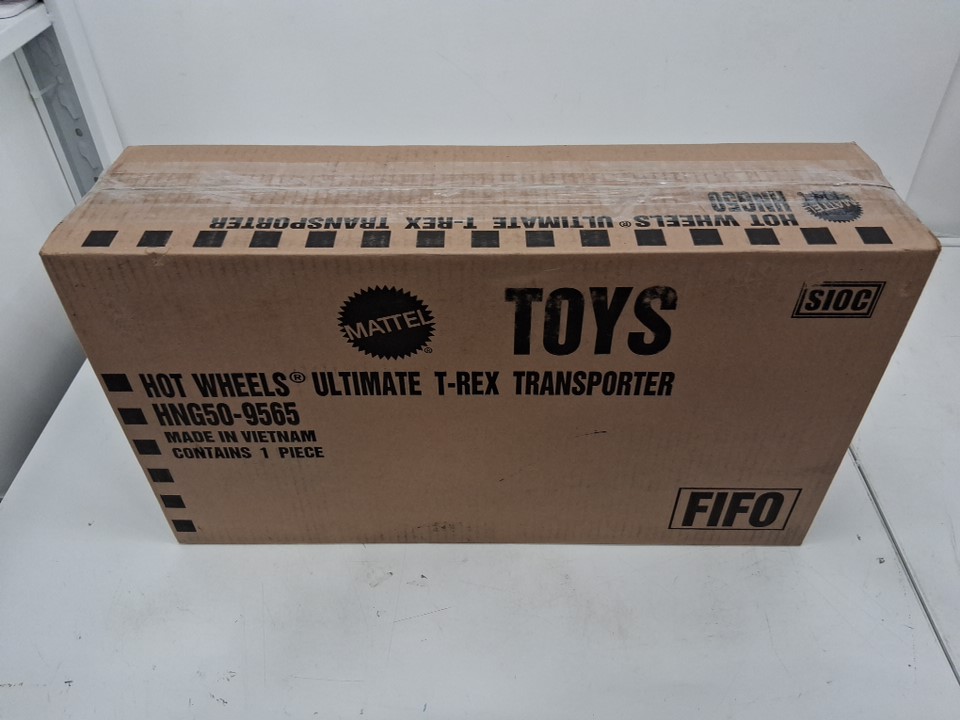 HOT WHEELS® ULTIMATE T-REX TRANSPORTER
HNG50
MATTEL®
TOYS
SIOC
HOT WHEELS® ULTIMATE T-REX TRANSPORTER
HNG50-9565
MADE IN VIETNAM
CONTAINS 1 PIECE
FIFO